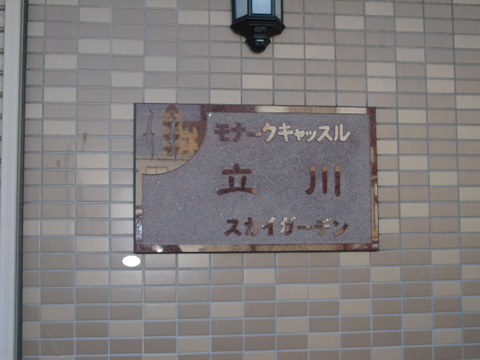 モナークキャッスル
立川
スカイガーデン